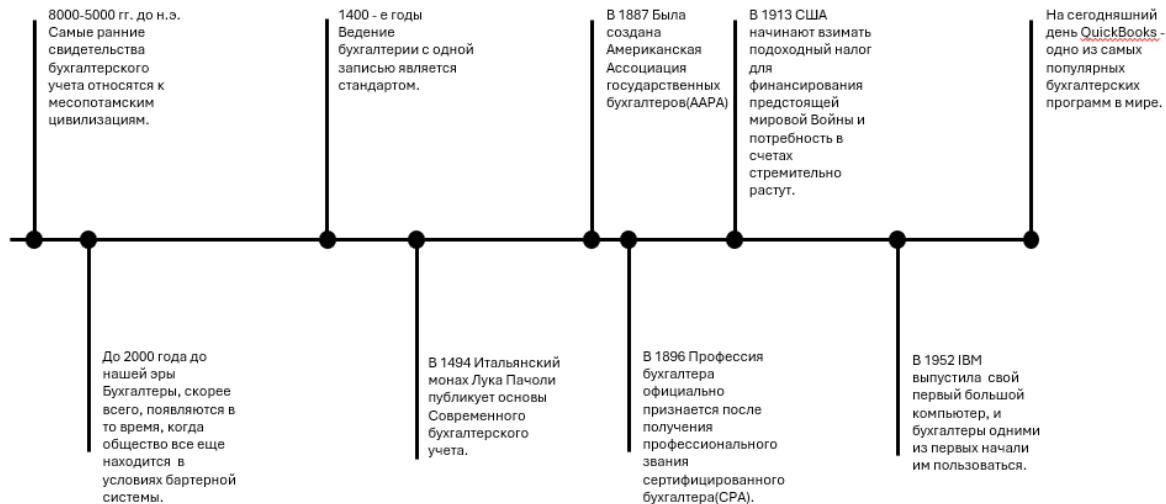 8000-5000 гг. до н.э.
Самые ранние
свидетельства
бухгалтерского
учета относятся к
месопотамским
цивилизациям.
До 2000 года до
нашей эры
Бухгалтеры, скорее
всего, появляются в
то время, когда
общество все еще
находится в
условиях бартерной
системы.
1400 - е годы
Ведение
бухгалтерии с одной
записью является
стандартом.
В 1494 Итальянский
монах Лука Пачоли
публикует основы
Современного
бухгалтерского
учета.
В 1887 Была
создана
Американская
Ассоциация
государственных
бухгалтеров(ААРА)
В 1896 Профессия
бухгалтера
официально
признается после
получения
профессионального
звания
сертифицированного
бухгалтера(СРА).
В 1913 США
начинают взимать
подоходный налог
для
финансирования
предстоящей
мировой Войны и
потребность в
счетах
стремительно
растут.
В 1952 IBM
выпустила свой
первый большой
компьютер, и
бухгалтеры одними
из первых начали
им пользоваться.
На сегодняшний
день QuickBooks -
одно из самых
популярных
бухгалтерских
программ в мире.